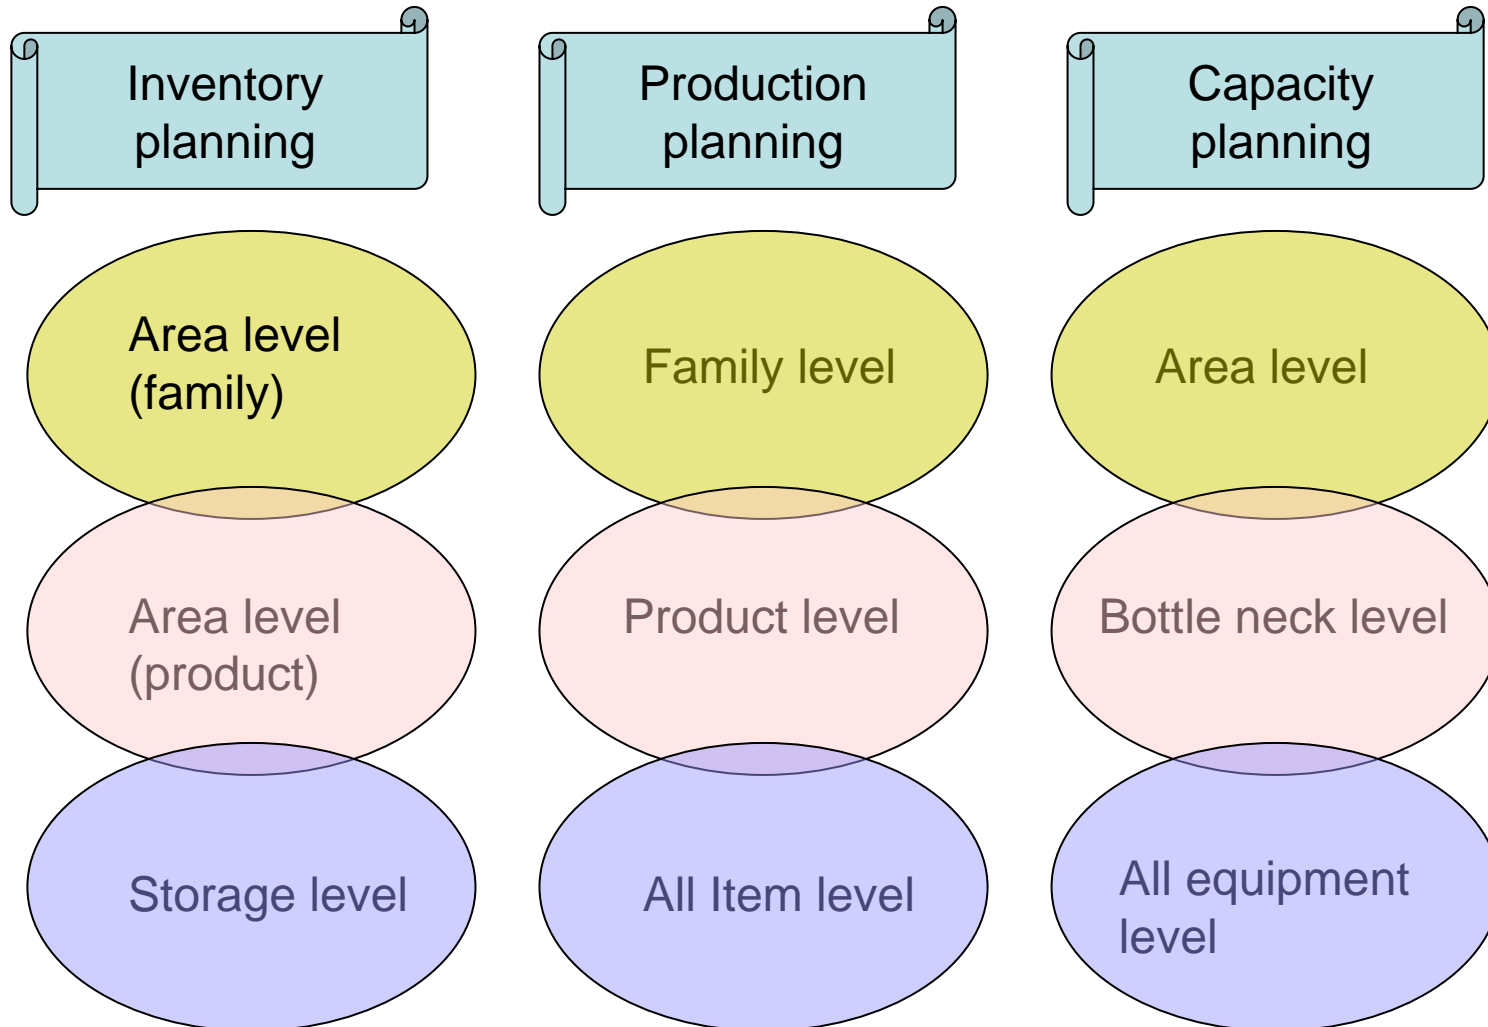 Inventory
planning
Production
planning
Capacity
planning
Area level
(family)
Family level
Area level
Area level
(product)
Product level
Bottle neck level
Storage level
All Item level
All equipment
level